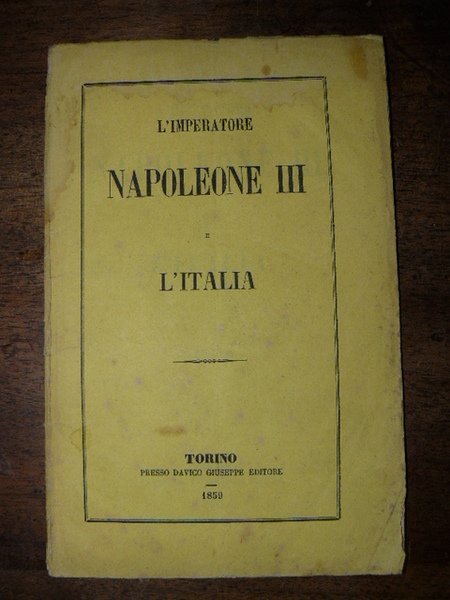 L'IMPERATORE
NAPOLEONE III
E
L'ITALIA
TORINO
PRESSO DAVICO GIUSEPPE EDITORE
1859